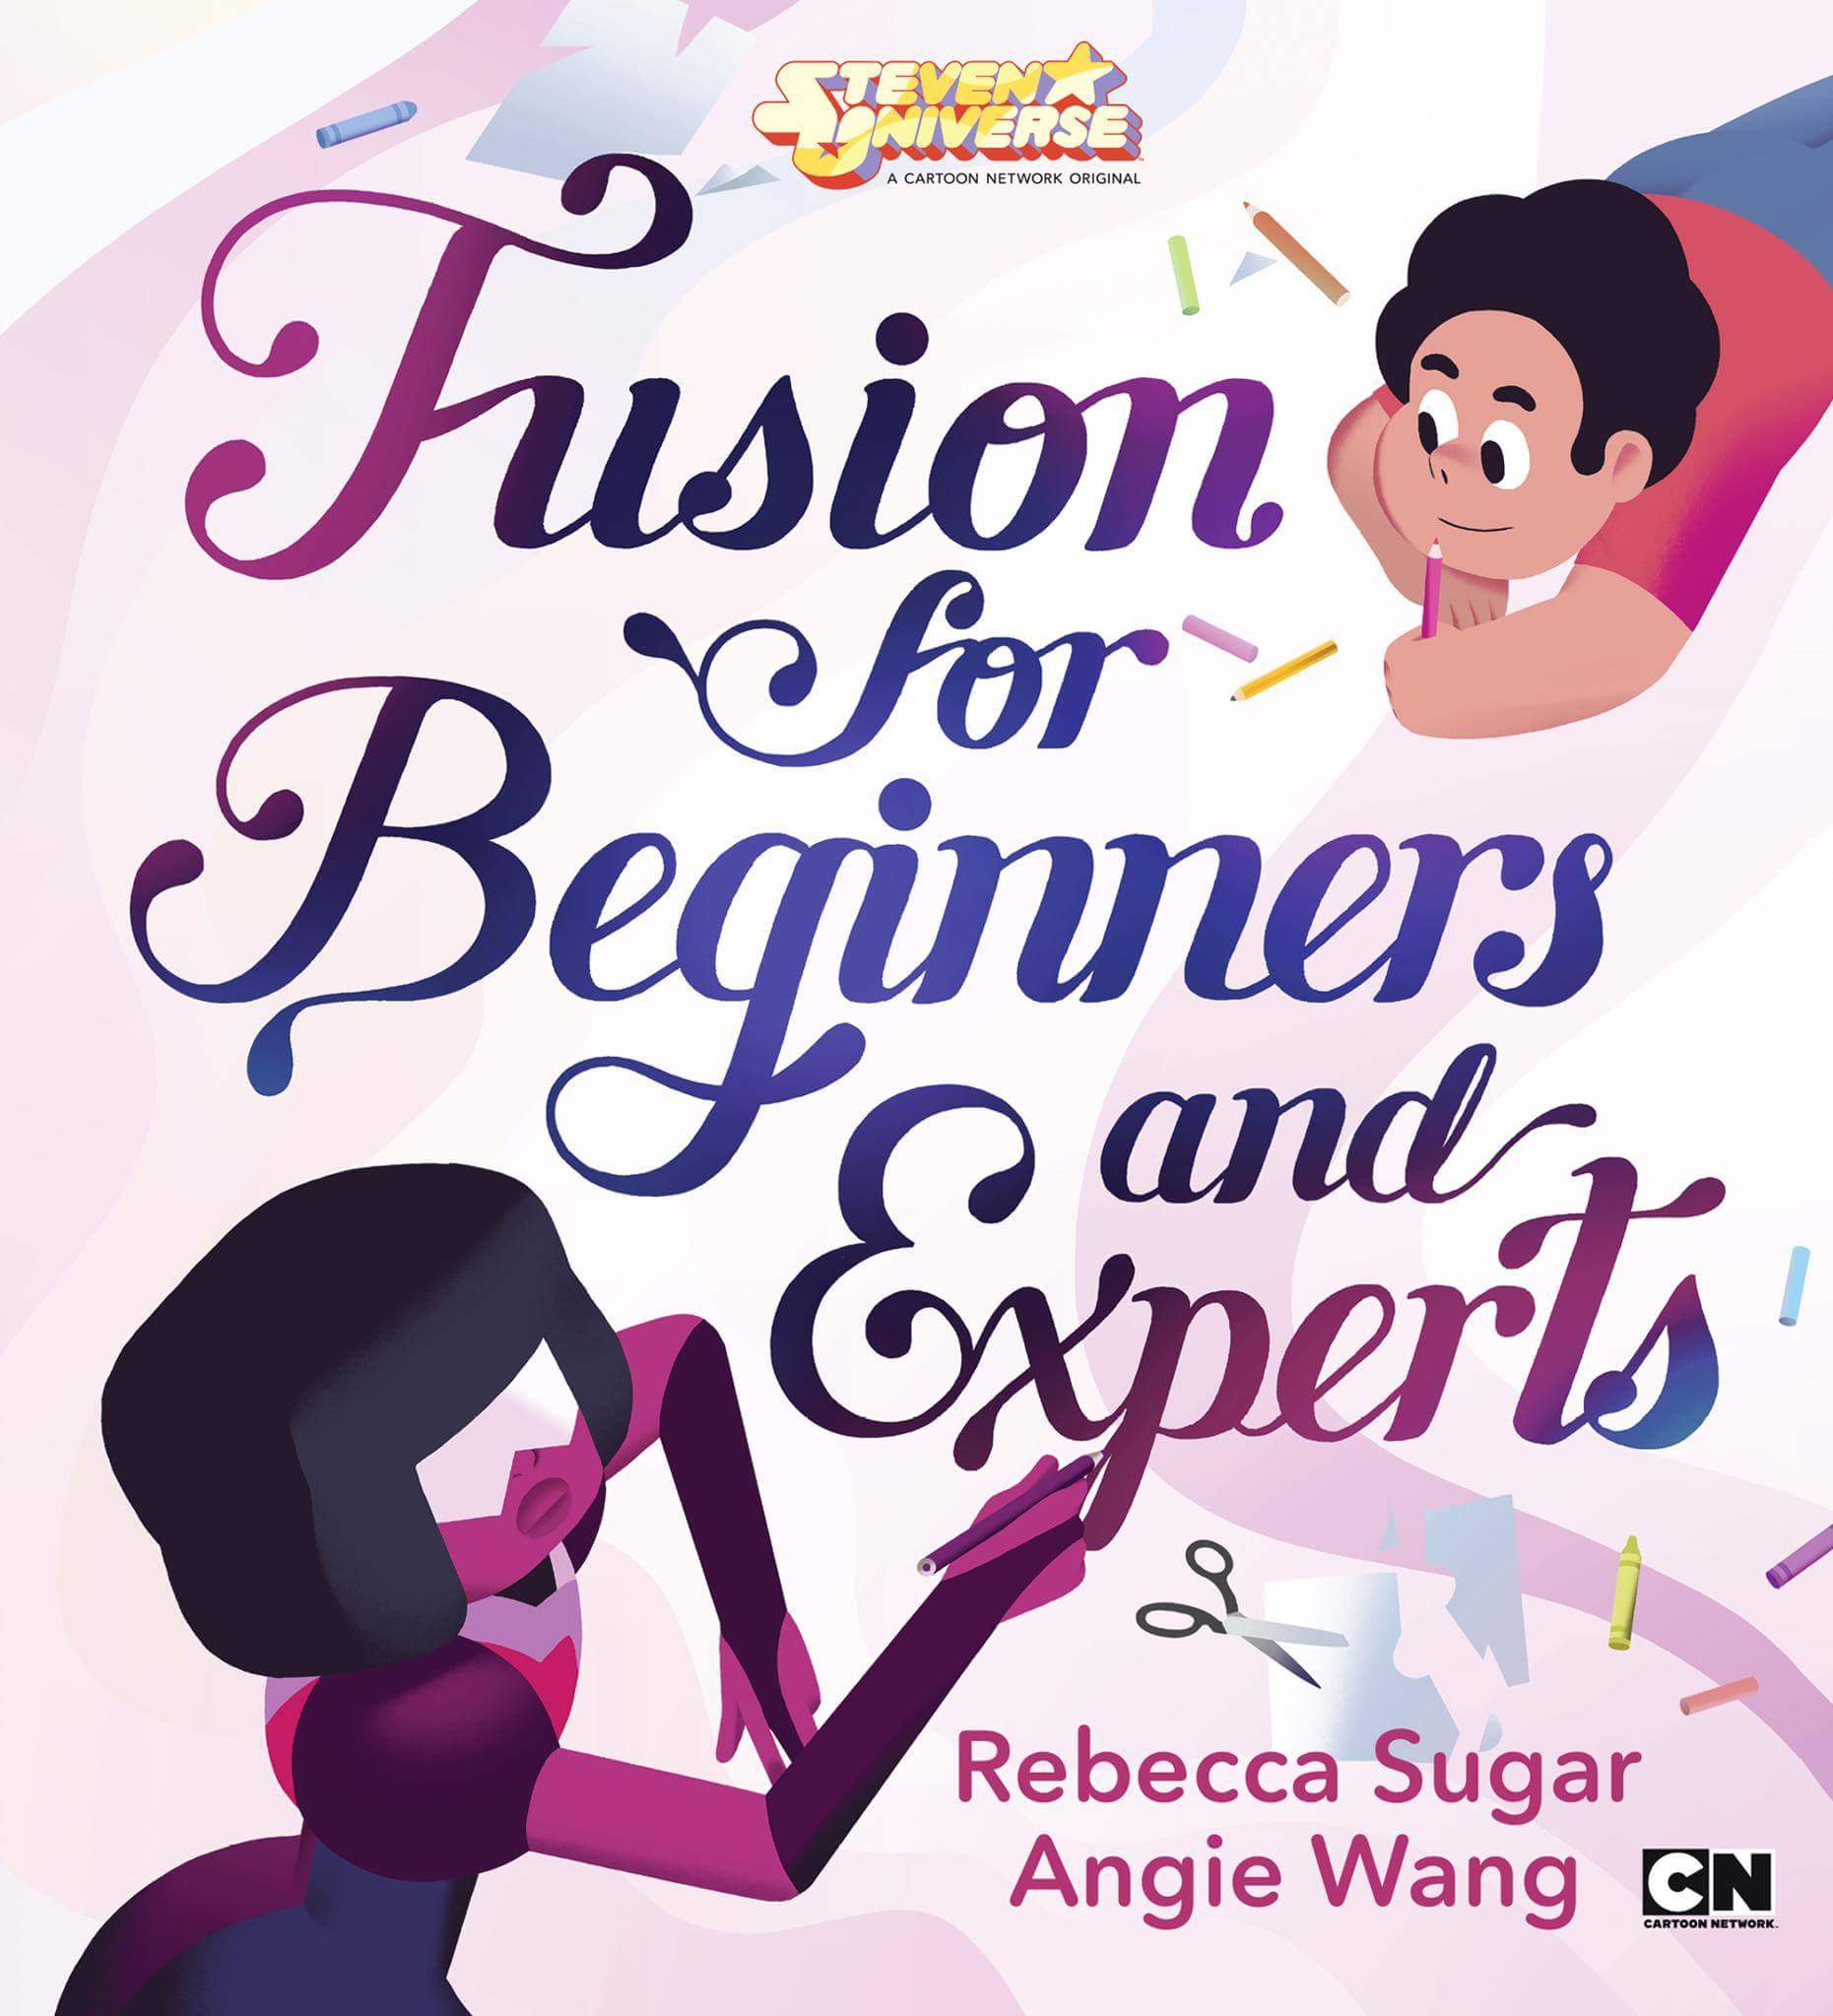 STEVEN
UNIVERSE
A CARTOON NETWORK ORIGINAL
Fusion
for
Beginners
and
Experts
Rebecca Sugar
Angie Wang
CN
CARTOON NETWORK.